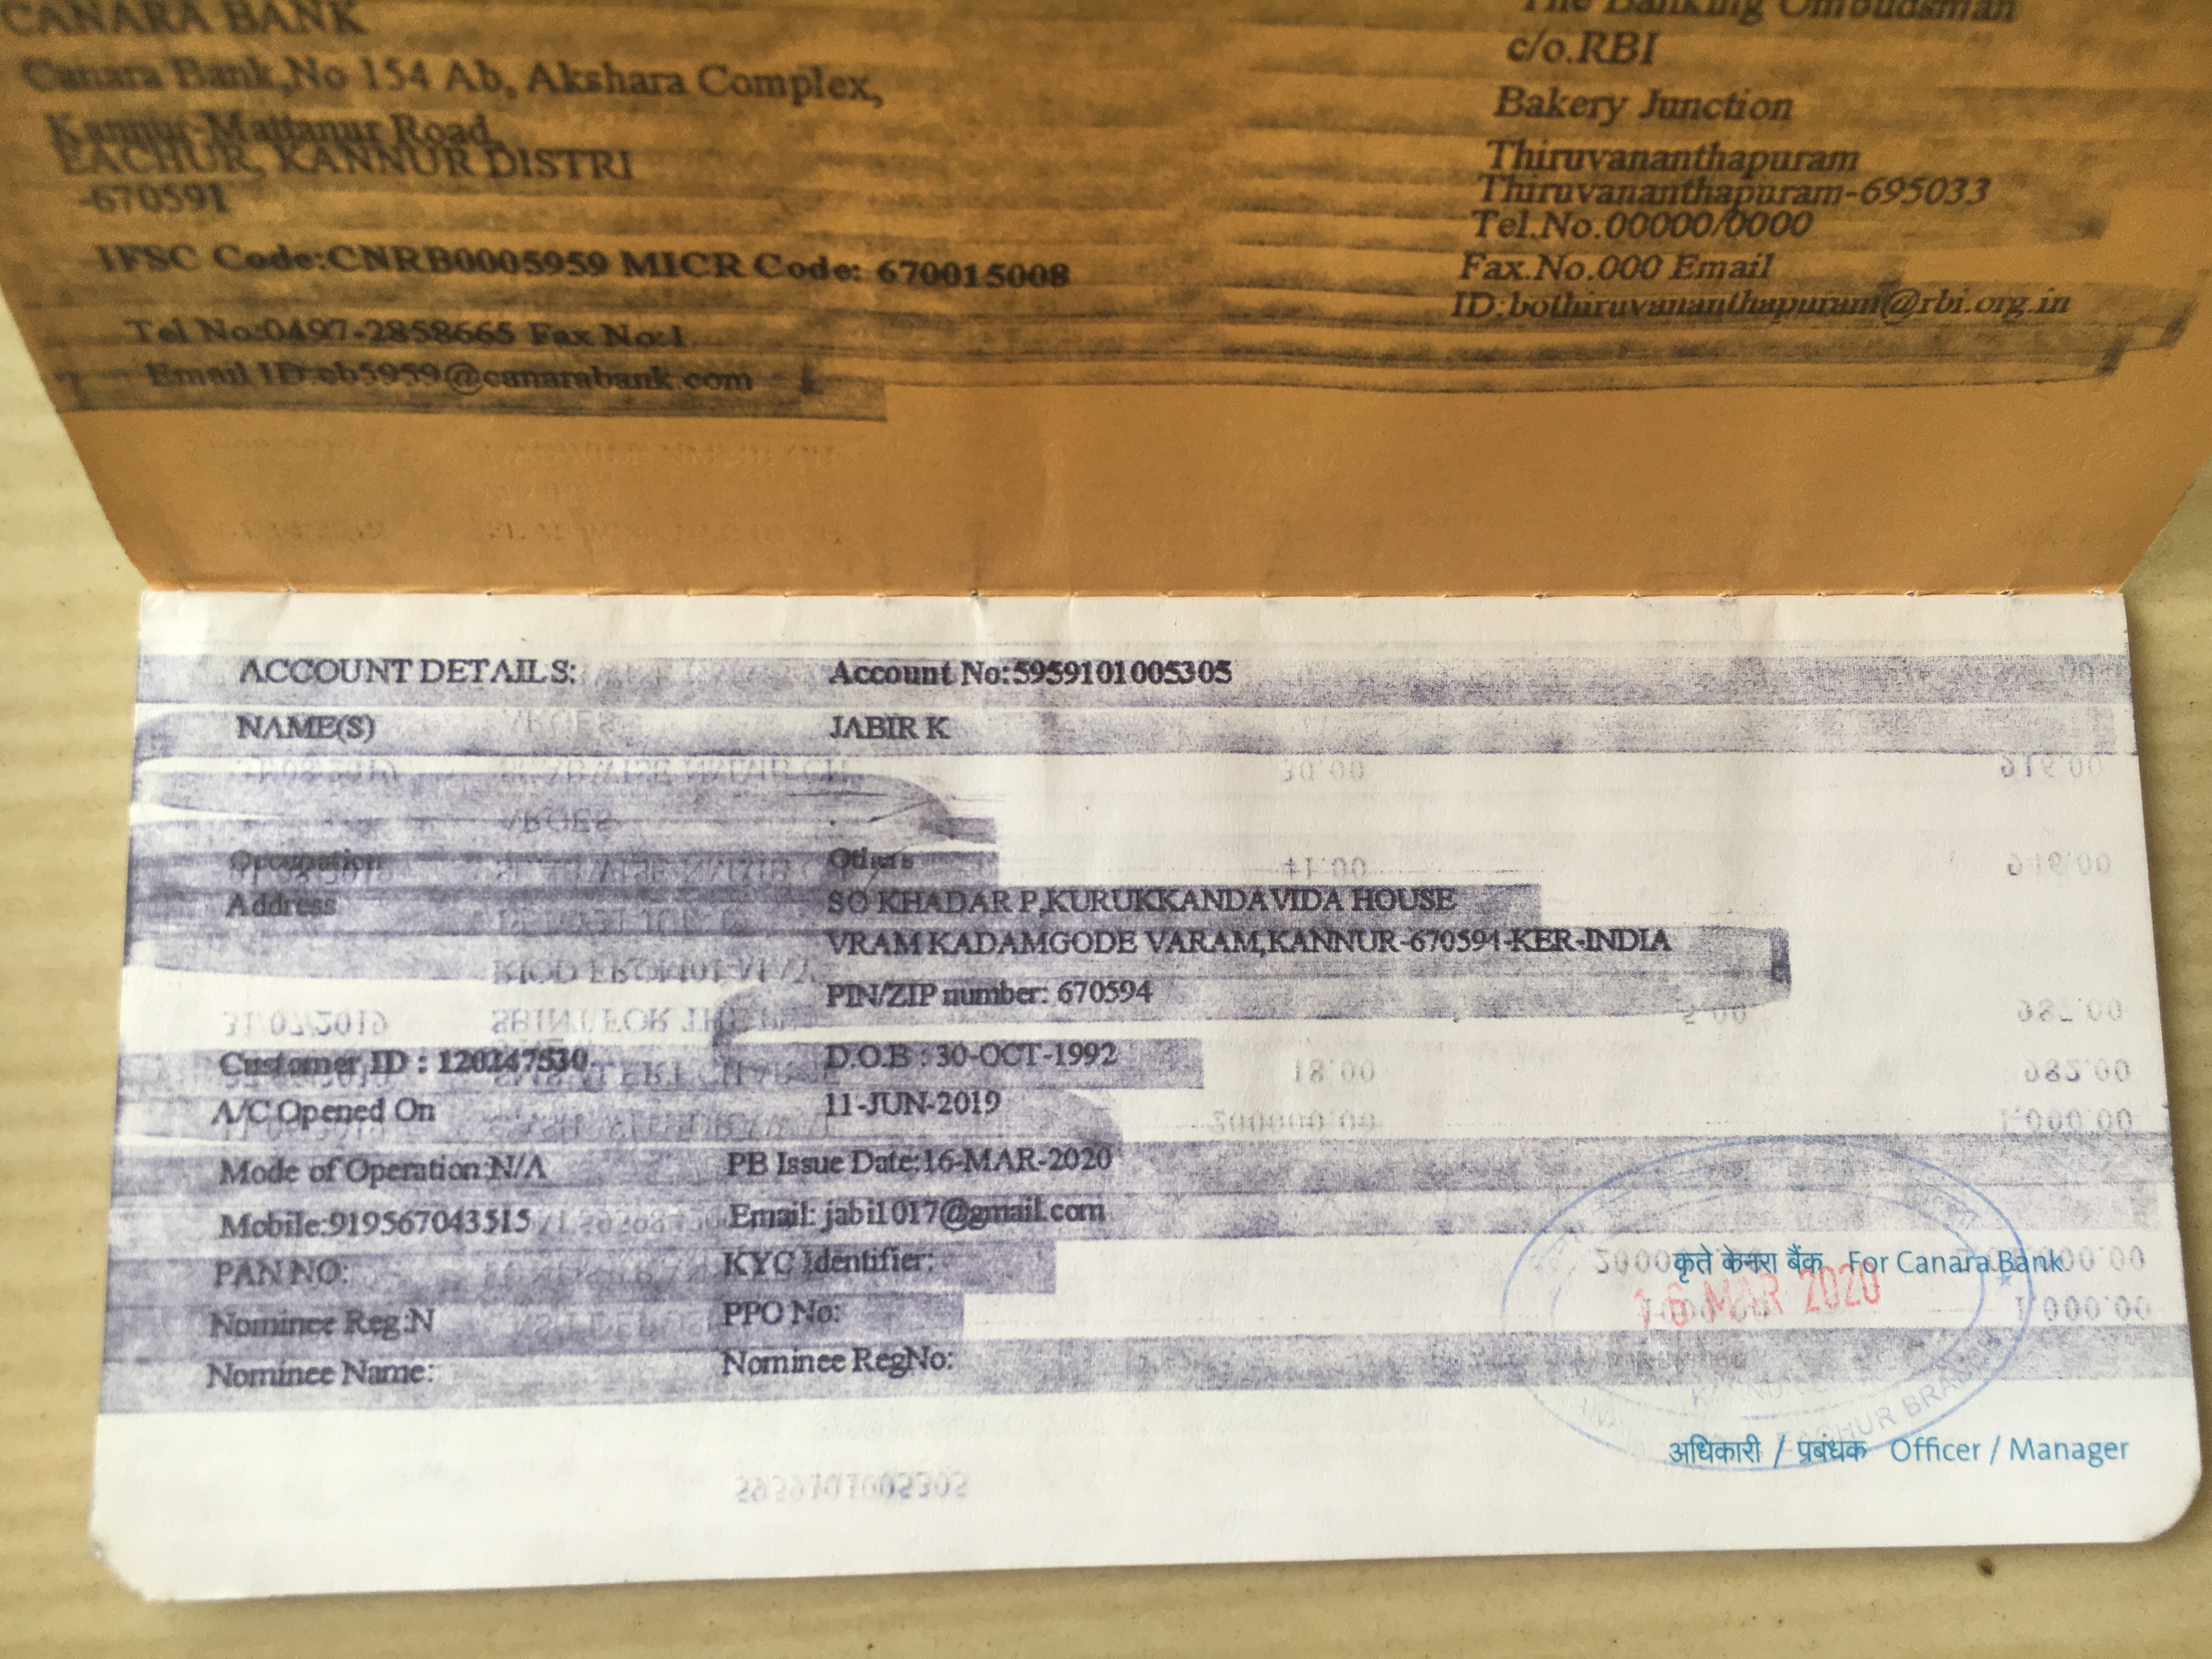 CANARA BANK
Canara Bank,No 154 Ab, Akshara Complex,
Kannur-Mattanur Road,
EACHUR, KANNUR DISTRI
-670591
IFSC Code:CNRB0005959 MICR Code: 670015008
Tel No:0497-2858665 Fax No:1
Email ID-cb5959@canarabank.com
The Banking Ombudsman
c/o.RBI
Bakery Junction
Thiruvananthapuram
Thiruvananthapuram-695033
Tel.No.0000/0000
Fax.No.000 Email
ID:bothiruvananthapuram@rbi.org.in
ACCOUNT DETAILS: Account No:5959101005305
NAME(S) JABIR K
Occupation Others
Address SO KHADAR P,KURUKKANDAVIDA HOUSE
VRAM KADAMGODE VARAM,KANNUR-670594-KER-INDIA
PIN/ZIP number: 670594
Customer ID : 120247530 D.O.B : 30-OCT-1992
A/C Opened On 11-JUN-2019
Mode of Operation:N/A PB Issue Date:16-MAR-2020
Mobile:919567043515 Email: jabil017@gmail.com
PAN NO: KYC Identifier:
Nominee Reg:N PPO No:
Nominee Name: Nominee RegNo:
कृते केनरा बैंक For Canara Bank
16 MAR 2020
अधिकारी / प्रबंधक Officer / Manager